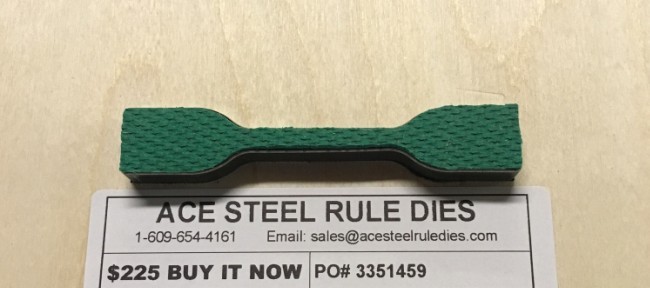 ACE STEEL RULE DIES
1-609-654-4161 Email: sales@acesteelruledies.com
$225 BUY IT NOW PO# 3351459